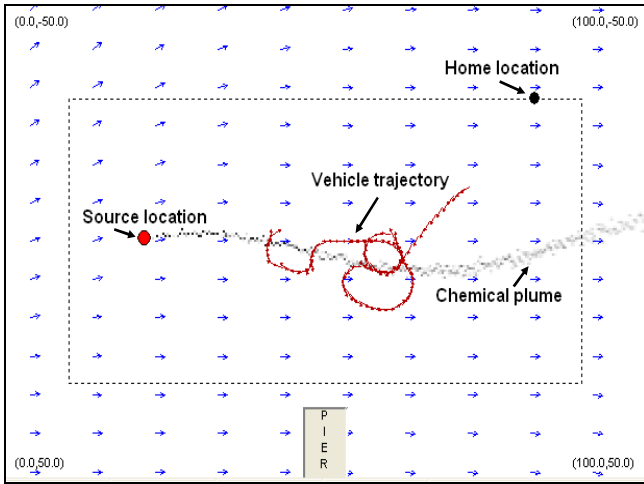 (0.0,-50.0)
(100.0,-50.0)
Home location
Vehicle trajectory
Source location
Chemical plume
P
I
E
R
(0.0,50.0)
(100.0,50.0)